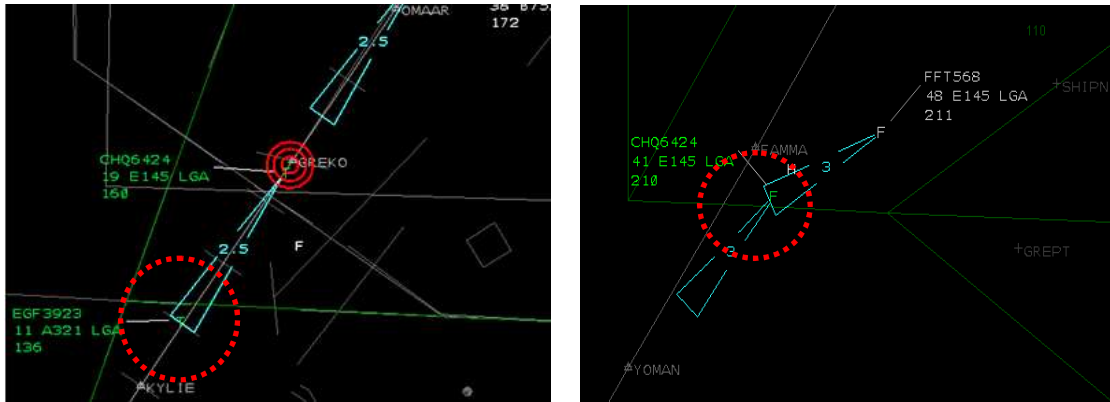 OMAAR
38 B75
172
2.5
CHQ6424
19 E145 LGA
160
GREKO
2.5
F
EGF3923
11 A321 LGA
136
KYLIE
110
SHIPN
FFT568
48 E145 LGA
211
F
CHQ6424
41 E145 LGA
210
FAMMA
H
3
F
3
GREPT
YOMAN